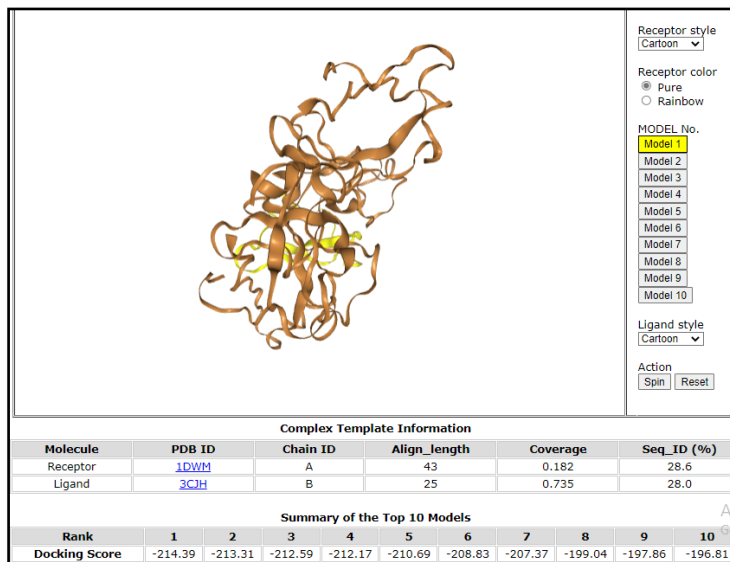 Receptor style
Cartoon
Receptor color
Pure
Rainbow
MODEL No.
Model 1
Model 2
Model 3
Model 4
Model 5
Model 6
Model 7
Model 8
Model 9
Model 10
Ligand style
Cartoon
Action
Spin Reset
Complex Template Information
Molecule PDB ID Chain ID Align_length Coverage Seq_ID (%)
Receptor 1DWM A 43 0.182 28.6
Ligand 3CJH B 25 0.735 28.0
Summary of the Top 10 Models
Rank 1 2 3 4 5 6 7 8 9 10
Docking Score -214.39 -213.31 -212.59 -212.17 -210.69 -208.83 -207.37 -199.04 -197.86 -196.81